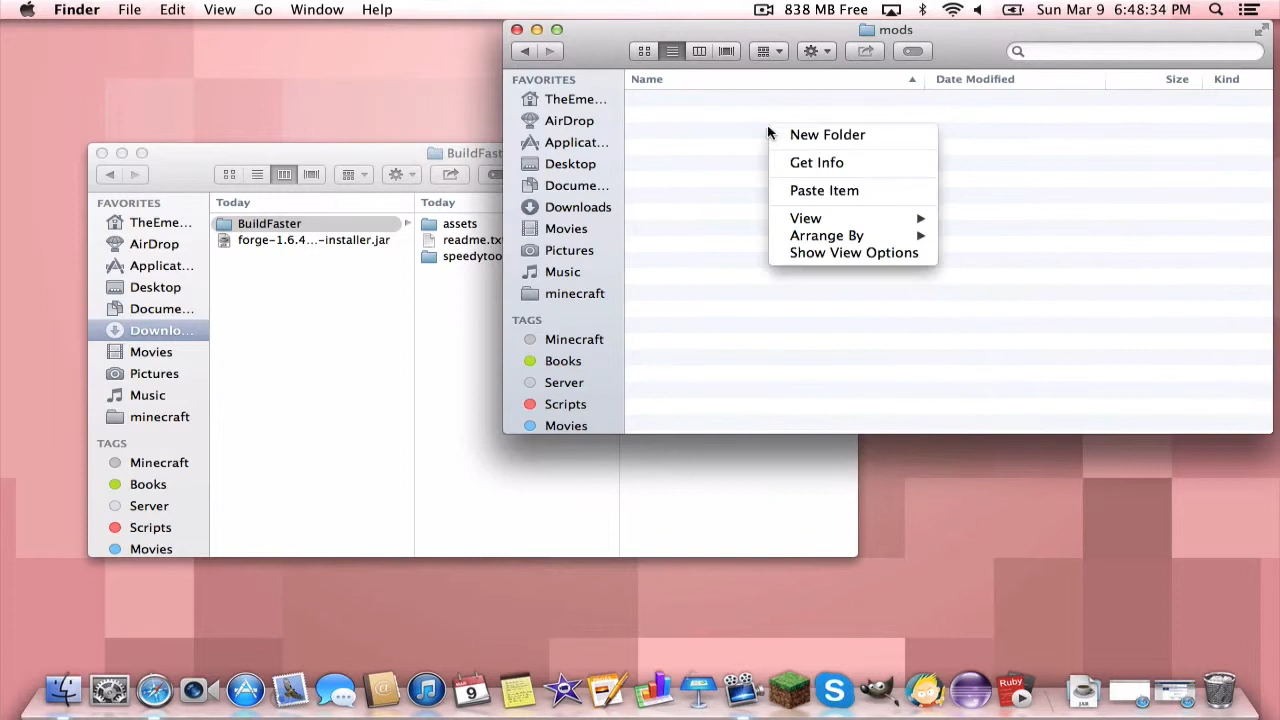 Finder File Edit View Go Window Help 838 MB Free Sun Mar 9 6:48:34 PM
mods
FAVORITES
TheEme...
AirDrop
Applicat...
Desktop
Docume...
Downloads
Movies
Pictures
Music
minecraft
TAGS
Minecraft
Books
Server
Scripts
Movies
Name Date Modified Size Kind
New Folder
Get Info
Paste Item
View
Arrange By
Show View Options
BuildFast
FAVORITES
TheEme...
AirDrop
Applicat...
Desktop
Docume...
Downlo...
Movies
Pictures
Music
minecraft
TAGS
Minecraft
Books
Server
Scripts
Movies
Today
BuildFaster
forge-1.6.4...-installer.jar
Today
assets
readme.tx
speedytoo
9
Ruby
JAR